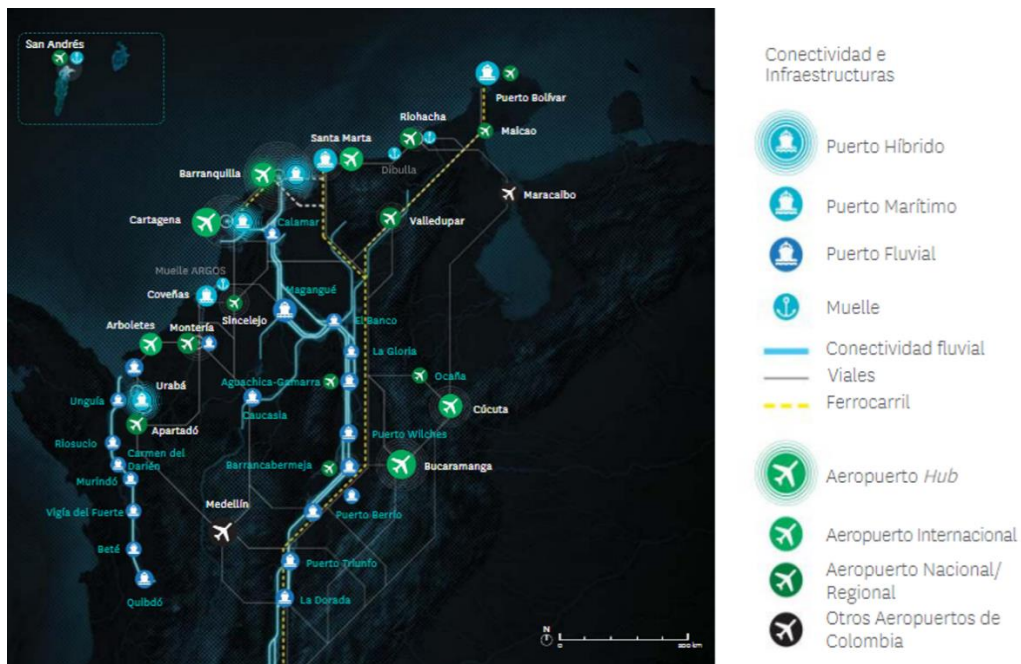 San Andrés
Puerto Bolívar
Riohacha
Maicao
Santa Marta
Dibulla
Barranquilla
Maracaibo
Cartagena
Calamar
Valledupar
Muelle ARGOS
Coveñas
Magangué
Sincelejo
El Banco
Arboletes
Montería
La Gloria
Urabá
Aguachica-Gamarra
Ocaña
Unguía
Caucasia
Cúcuta
Apartadó
Puerto Wilches
Riosucio
Carmen del
Darién
Barrancabermeja
Bucaramanga
Murindó
Medellín
Vigía del Fuerte
Puerto Berrío
Beté
Puerto Triunfo
Quibdó
La Dorada
N
0
200 km
Conectividad e
Infraestructuras
Puerto Híbrido
Puerto Marítimo
Puerto Fluvial
Muelle
Conectividad fluvial
Viales
Ferrocarril
Aeropuerto Hub
Aeropuerto Internacional
Aeropuerto Nacional/
Regional
Otros Aeropuertos de
Colombia